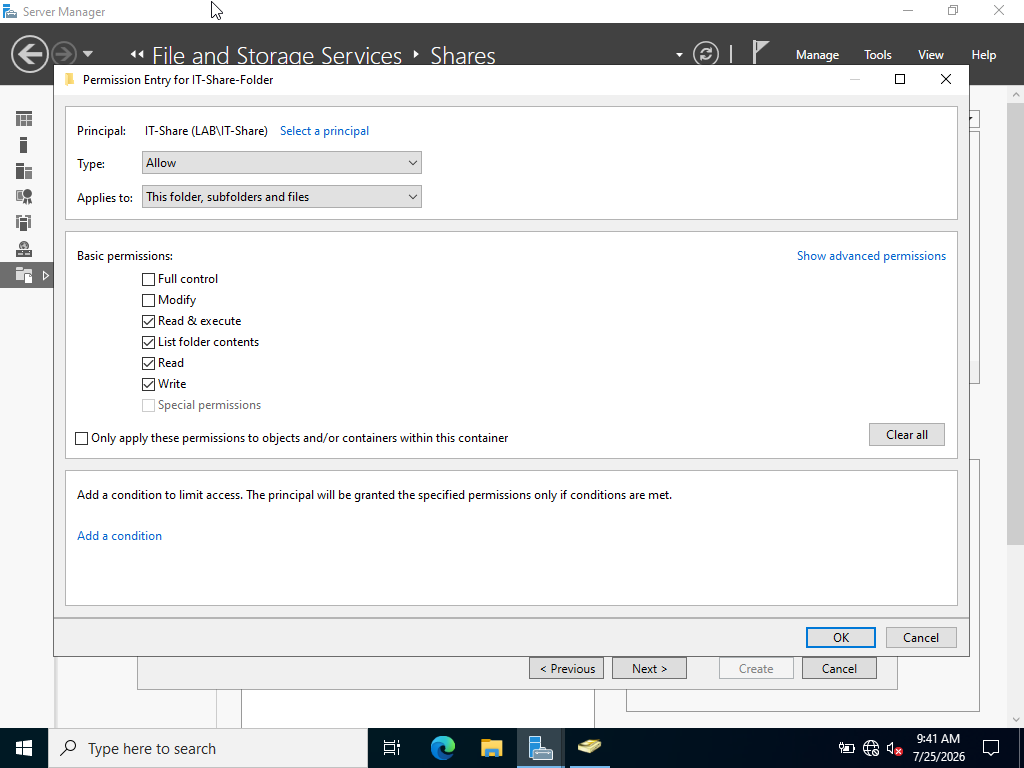 Server Manager
File and Storage Services
Shares
Manage
Tools
View
Help
Permission Entry for IT-Share-Folder
Principal: IT-Share (LAB\IT-Share) Select a principal
Type: Allow
Applies to: This folder, subfolders and files
Basic permissions:
Show advanced permissions
Full control
Modify
Read & execute
List folder contents
Read
Write
Special permissions
Only apply these permissions to objects and/or containers within this container
Clear all
Add a condition to limit access. The principal will be granted the specified permissions only if conditions are met.
Add a condition
OK
Cancel
< Previous
Next >
Create
Cancel
Type here to search
9:41 AM
7/25/2026